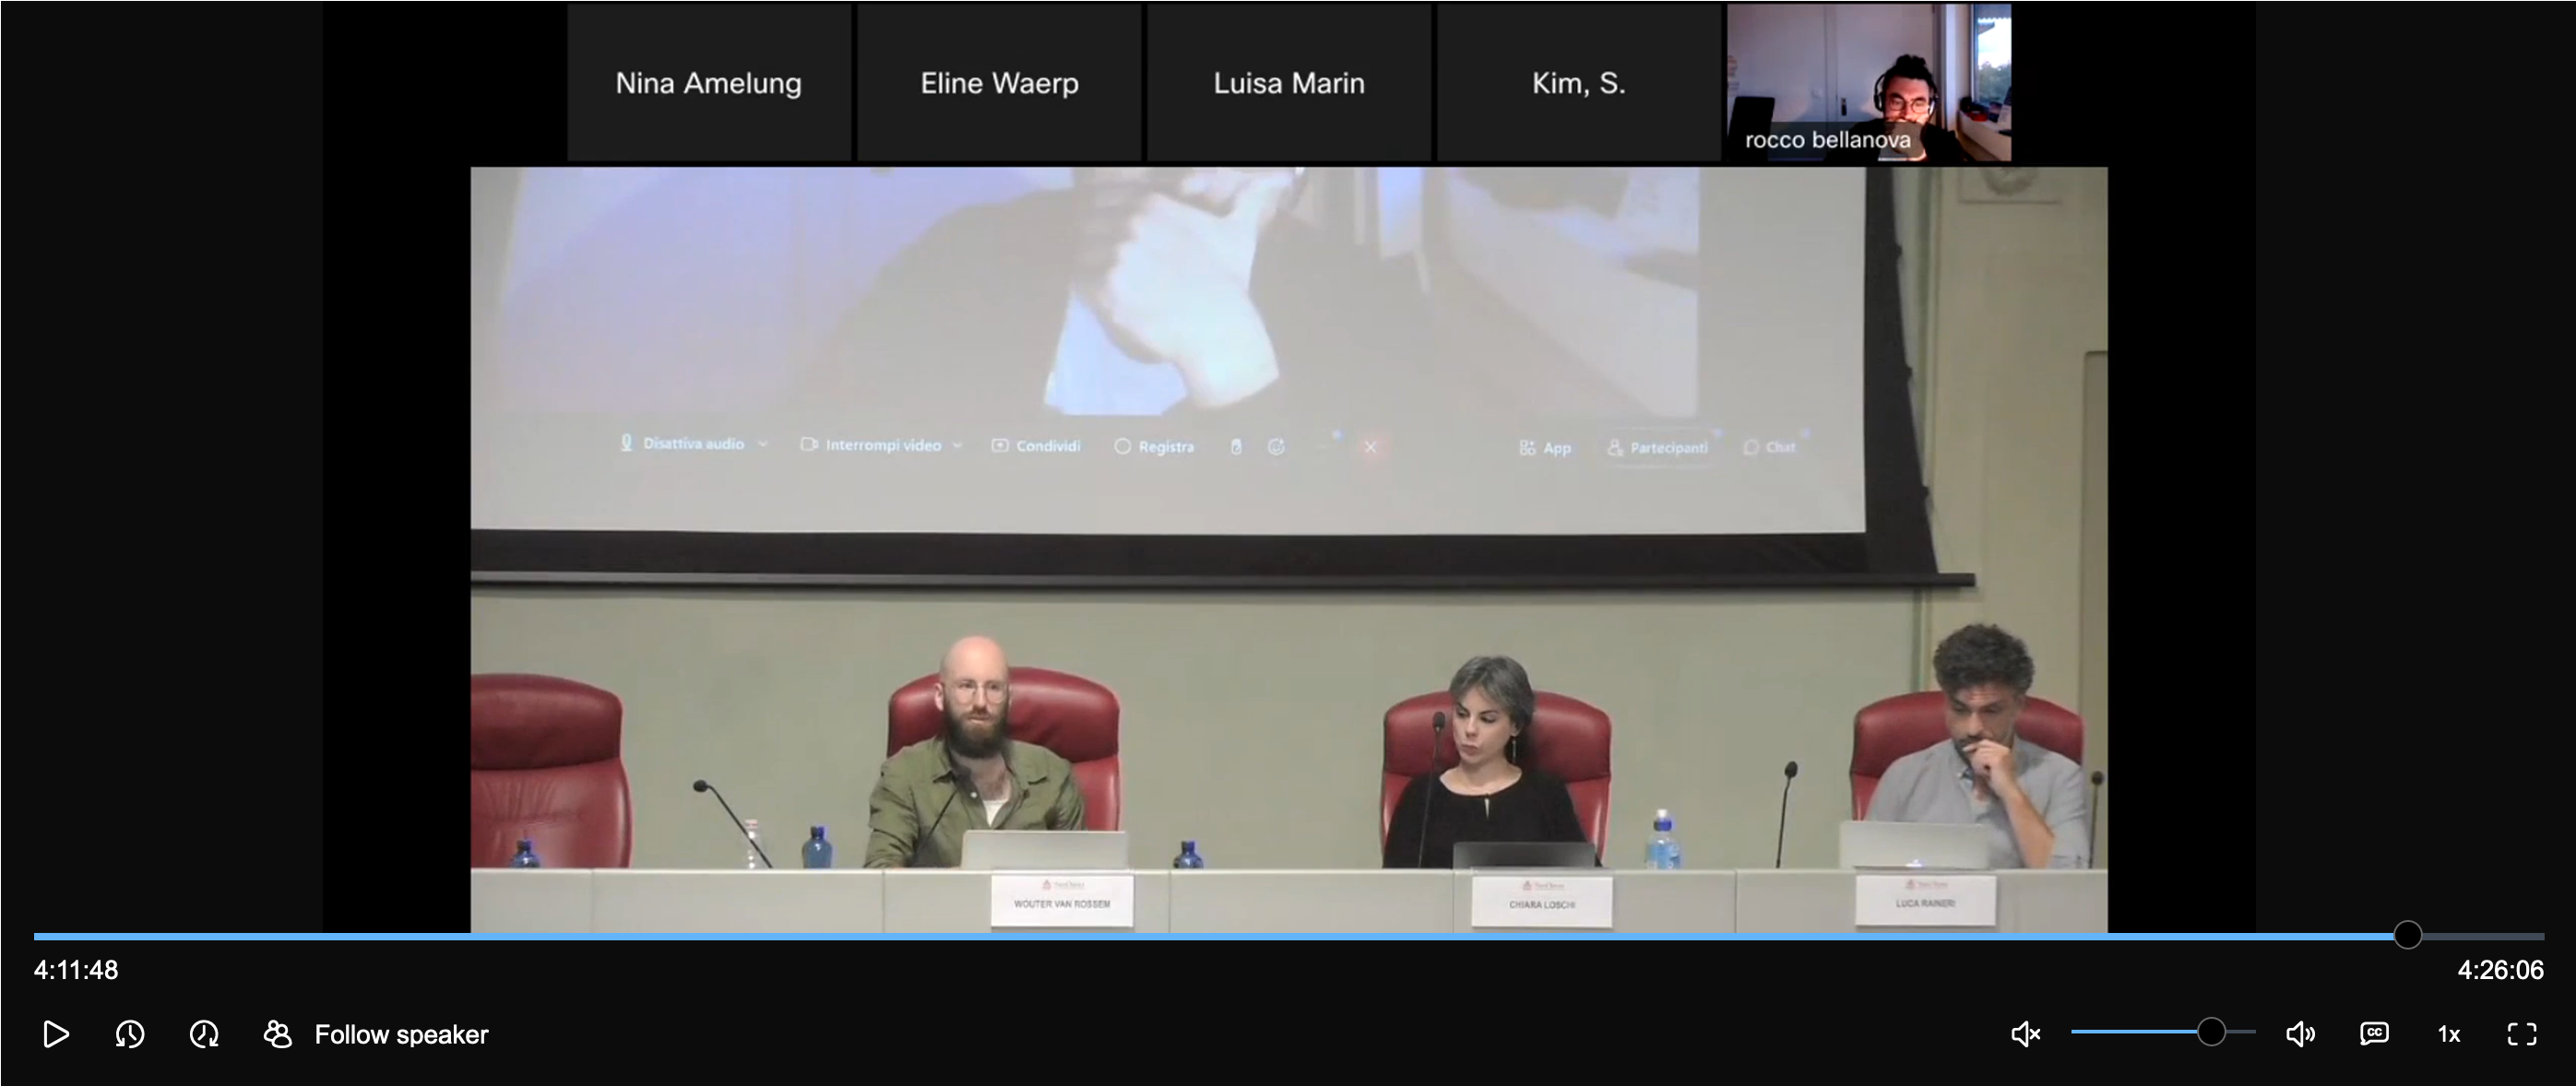 Nina Amelung
Eline Waerp
Luisa Marin
Kim, S.
rocco bellanova
Disattiva audio
Interrompi video
Condividi
Registra
App
Partecipanti
Chat
WOUTER VAN ROSSEM
CHIARA LOSCHI
LUCA RAINERI
4:11:48
4:26:06
Follow speaker
CC
1x